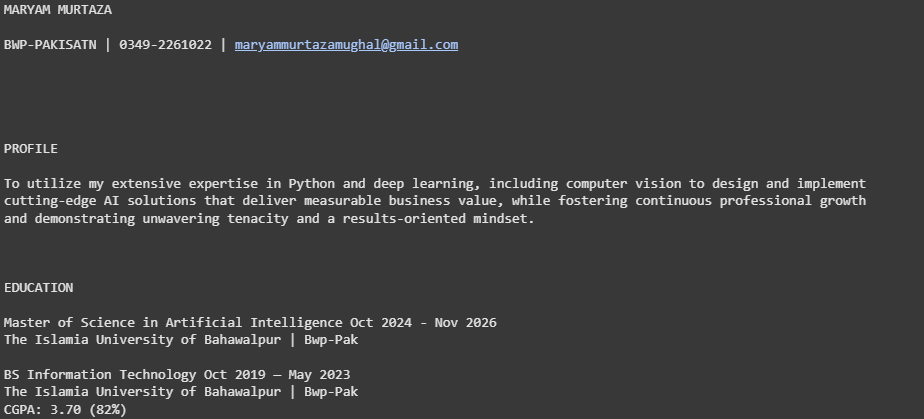 MARYAM MURTAZA
BWP-PAKISATN | 0349-2261022 | maryammurtazamughal@gmail.com
PROFILE
To utilize my extensive expertise in Python and deep learning, including computer vision to design and implement
cutting-edge AI solutions that deliver measurable business value, while fostering continuous professional growth
and demonstrating unwavering tenacity and a results-oriented mindset.
EDUCATION
Master of Science in Artificial Intelligence Oct 2024 - Nov 2026
The Islamia University of Bahawalpur | Bwp-Pak
BS Information Technology Oct 2019 – May 2023
The Islamia University of Bahawalpur | Bwp-Pak
CGPA: 3.70 (82%)